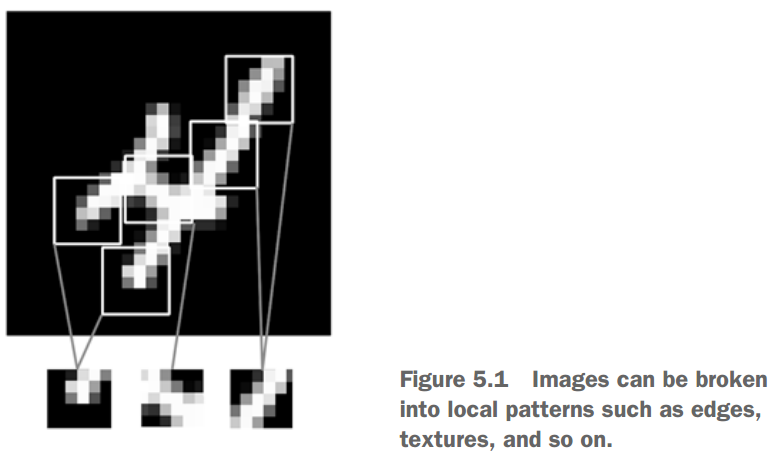 Figure 5.1 Images can be broken
into local patterns such as edges,
textures, and so on.